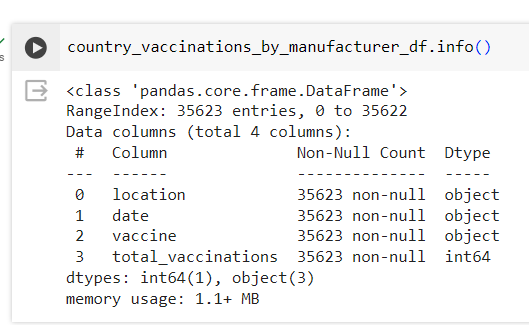 country_vaccinations_by_manufacturer_df.info()
<class 'pandas.core.frame.DataFrame'>
RangeIndex: 35623 entries, 0 to 35622
Data columns (total 4 columns):
 #   Column              Non-Null Count  Dtype
---  ------              --------------  -----
 0   location            35623 non-null  object
 1   date                35623 non-null  object
 2   vaccine             35623 non-null  object
 3   total_vaccinations  35623 non-null  int64
dtypes: int64(1), object(3)
memory usage: 1.1+ MB